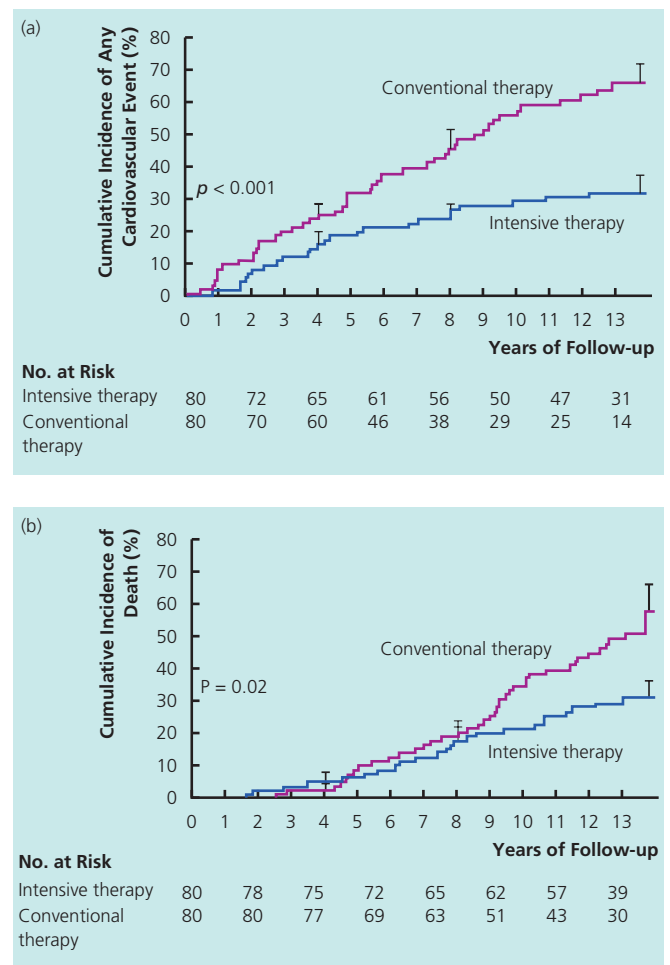 (a)
Cumulative Incidence of Any
Cardiovascular Event (%)
80
70
60
50
40
30
20
10
0
Conventional therapy
p < 0.001
Intensive therapy
0 1 2 3 4 5 6 7 8 9 10 11 12 13
Years of Follow-up
No. at Risk
Intensive therapy 80 72 65 61 56 50 47 31
Conventional 80 70 60 46 38 29 25 14
therapy
(b)
Cumulative Incidence of
Death (%)
80
70
60
50
40
30
20
10
0
Conventional therapy
P = 0.02
Intensive therapy
0 1 2 3 4 5 6 7 8 9 10 11 12 13
Years of Follow-up
No. at Risk
Intensive therapy 80 78 75 72 65 62 57 39
Conventional 80 80 77 69 63 51 43 30
therapy